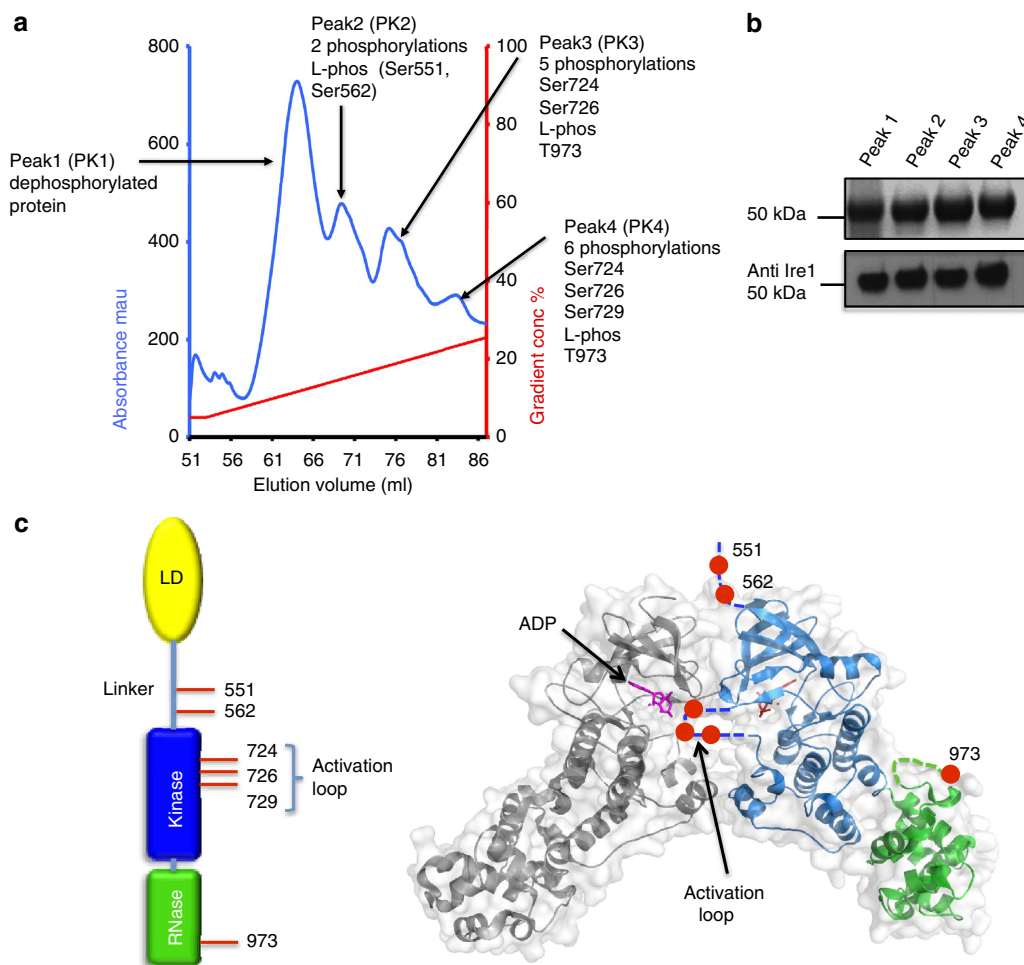 a
Peak1 (PK1)
dephosphorylated
protein
Peak2 (PK2)
2 phosphorylations
L-phos (Ser551,
Ser562)
Peak3 (PK3)
5 phosphorylations
Ser724
Ser726
L-phos
T973
Peak4 (PK4)
6 phosphorylations
Ser724
Ser726
Ser729
L-phos
T973
Absorbance mau
800
600
400
200
0
100
80
60
40
20
0
Gradient conc %
51 56 61 66 71 76 81 86
Elution volume (ml)
b
Peak 1 Peak 2 Peak 3 Peak 4
50 kDa
Anti Ire1
50 kDa
c
LD
Linker
551
562
Kinase
724
726
729
Activation
loop
RNase
973
551
562
ADP
973
Activation
loop